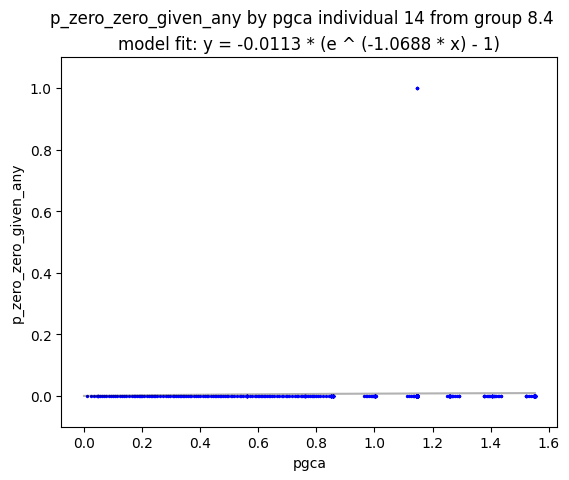 p_zero_zero_given_any by pgca individual 14 from group 8.4
model fit: y = -0.0113 * (e ^ (-1.0688 * x) - 1)
p_zero_zero_given_any
1.0
0.8
0.6
0.4
0.2
0.0
0.0 0.2 0.4 0.6 0.8 1.0 1.2 1.4 1.6
pgca